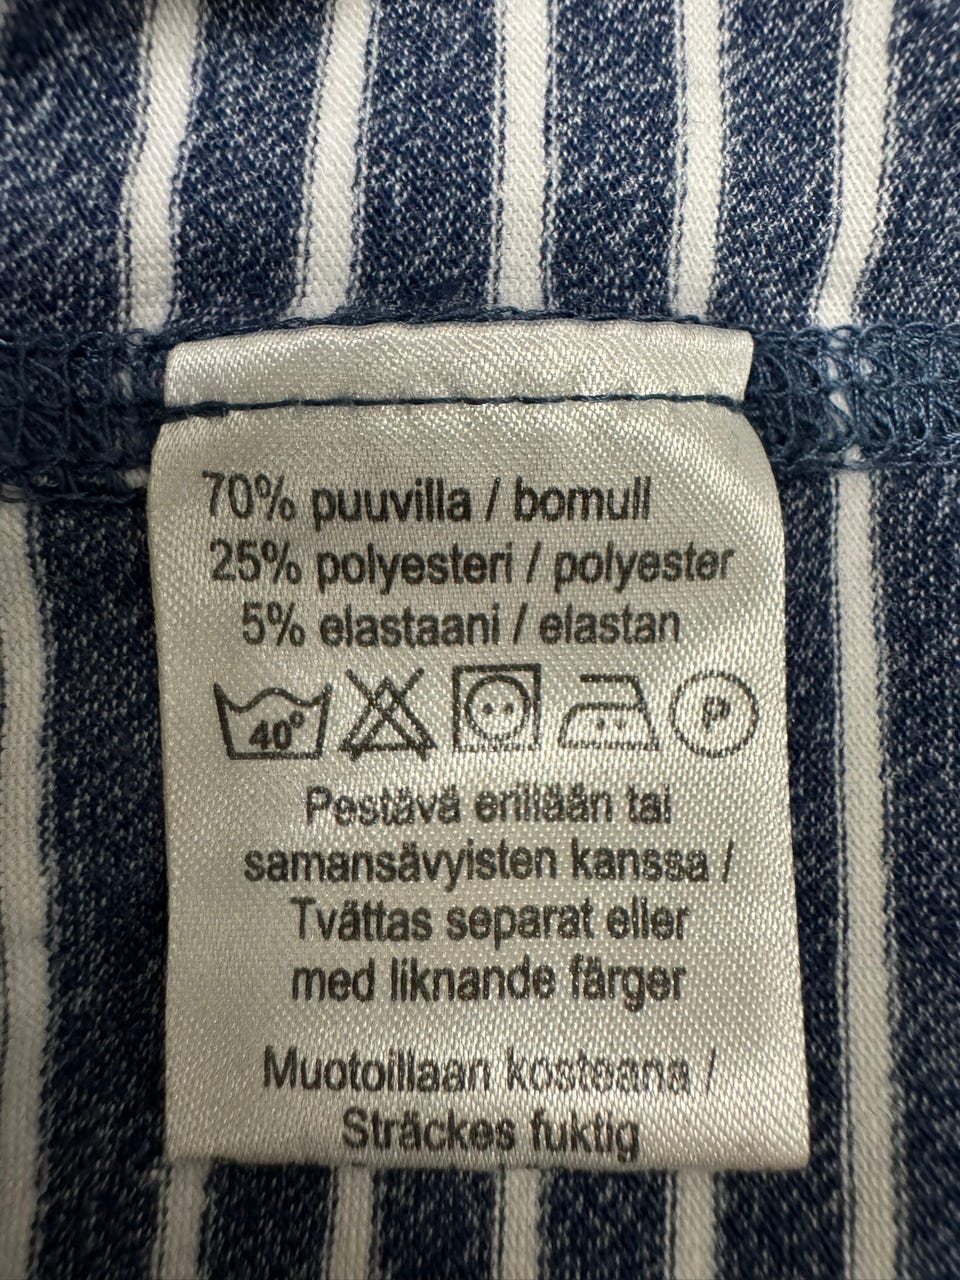 70% puuvilla / bomull
25% polyesteri / polyester
5% elastaani / elastan
40° P
Pestävä erillään tai
samansävyisten kanssa /
Tvättas separat eller
med liknande färger
Muotoillaan kosteana /
Sträckes fuktig